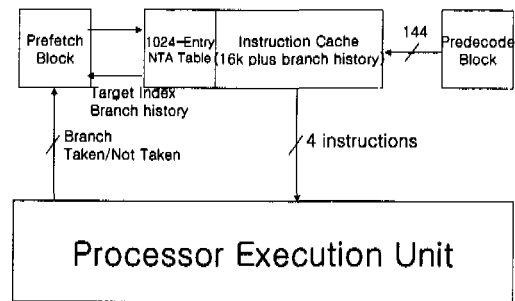 Prefetch
Block
1024-Entry
NTA Table
Instruction Cache
(16k plus branch history)
144
Predecode
Block
Target Index
Branch history
Branch
Taken/Not Taken
4 instructions
Processor Execution Unit